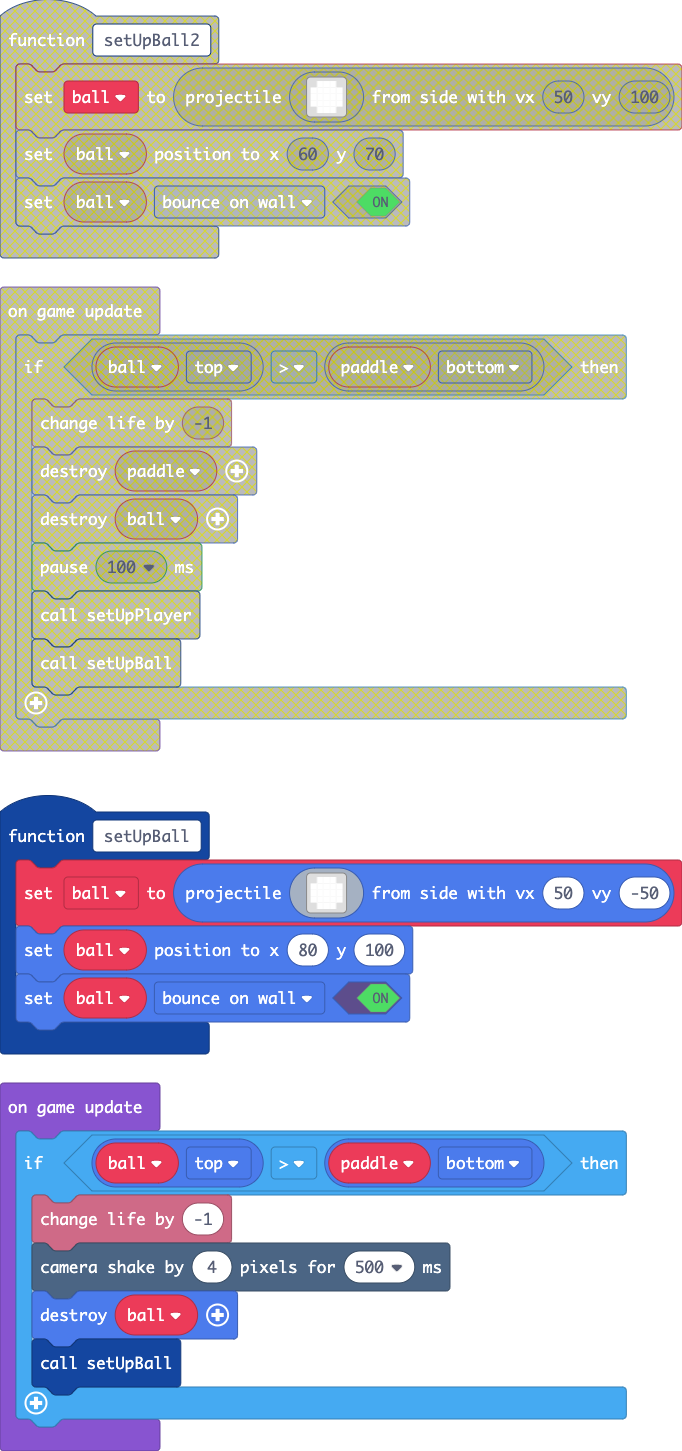 function setUpBall2
set ball to projectile from side with vx 50 vy 100
set ball position to x 60 y 70
set ball bounce on wall ON
on game update
if ball top > paddle bottom then
change life by -1
destroy paddle
destroy ball
pause 100 ms
call setUpPlayer
call setUpBall
function setUpBall
set ball to projectile from side with vx 50 vy -50
set ball position to x 80 y 100
set ball bounce on wall ON
on game update
if ball top > paddle bottom then
change life by -1
camera shake by 4 pixels for 500 ms
destroy ball
call setUpBall